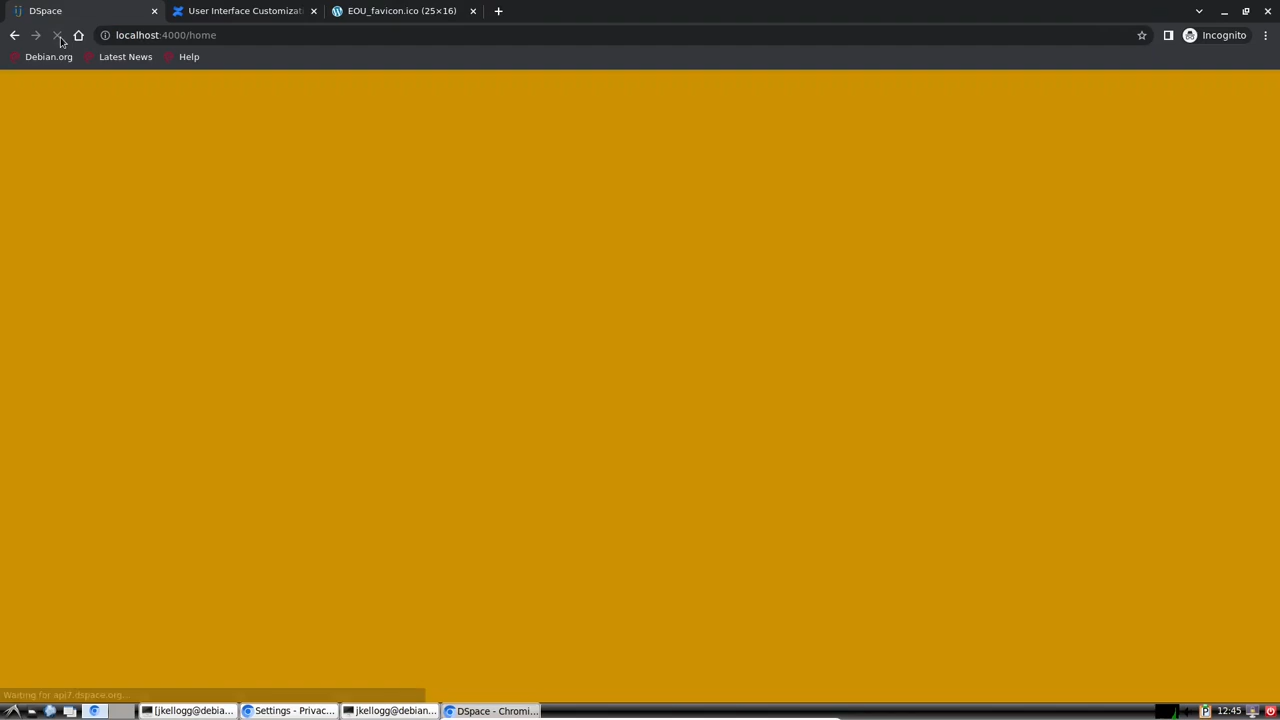 DSpace
User Interface Customizati
EOU_favicon.ico (25×16)
localhost:4000/home
Incognito
Debian.org
Latest News
Help
Waiting for api7.dspace.org...
[jkellogg@debia...
Settings - Privac...
jkellogg@debian...
DSpace - Chromi...
12:45